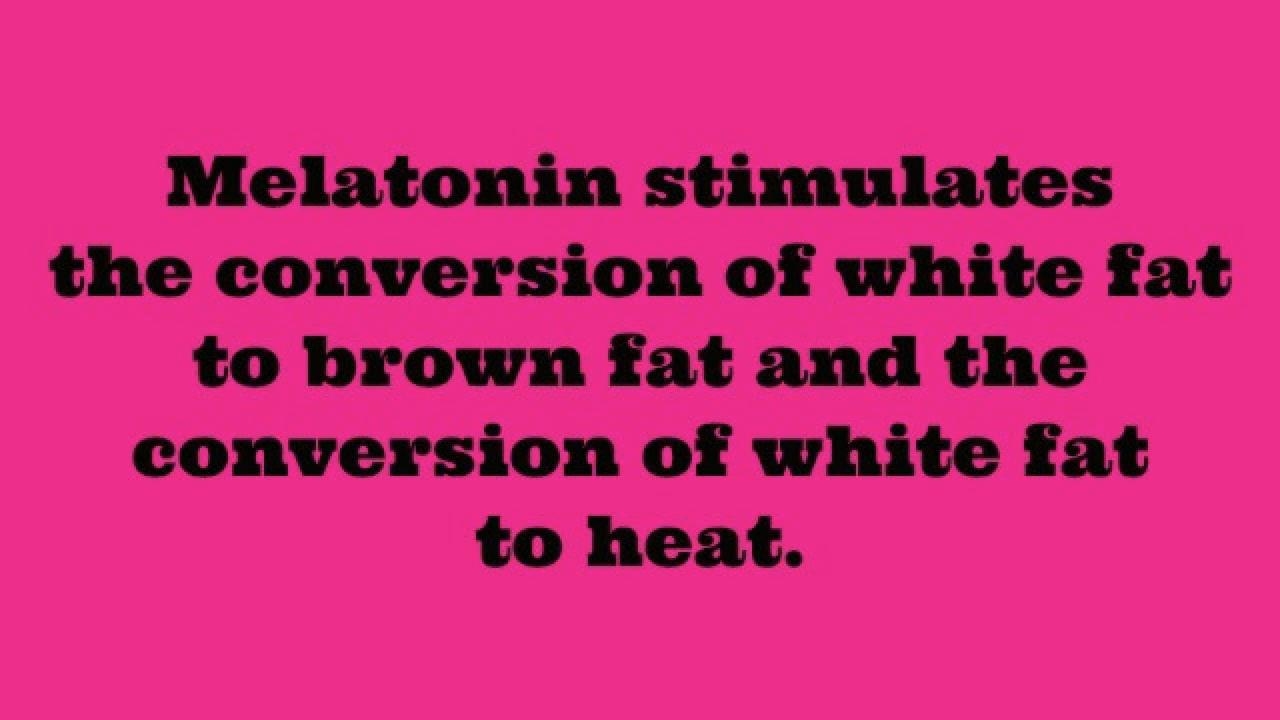 Melatonin stimulates
the conversion of white fat
to brown fat and the
conversion of white fat
to heat.